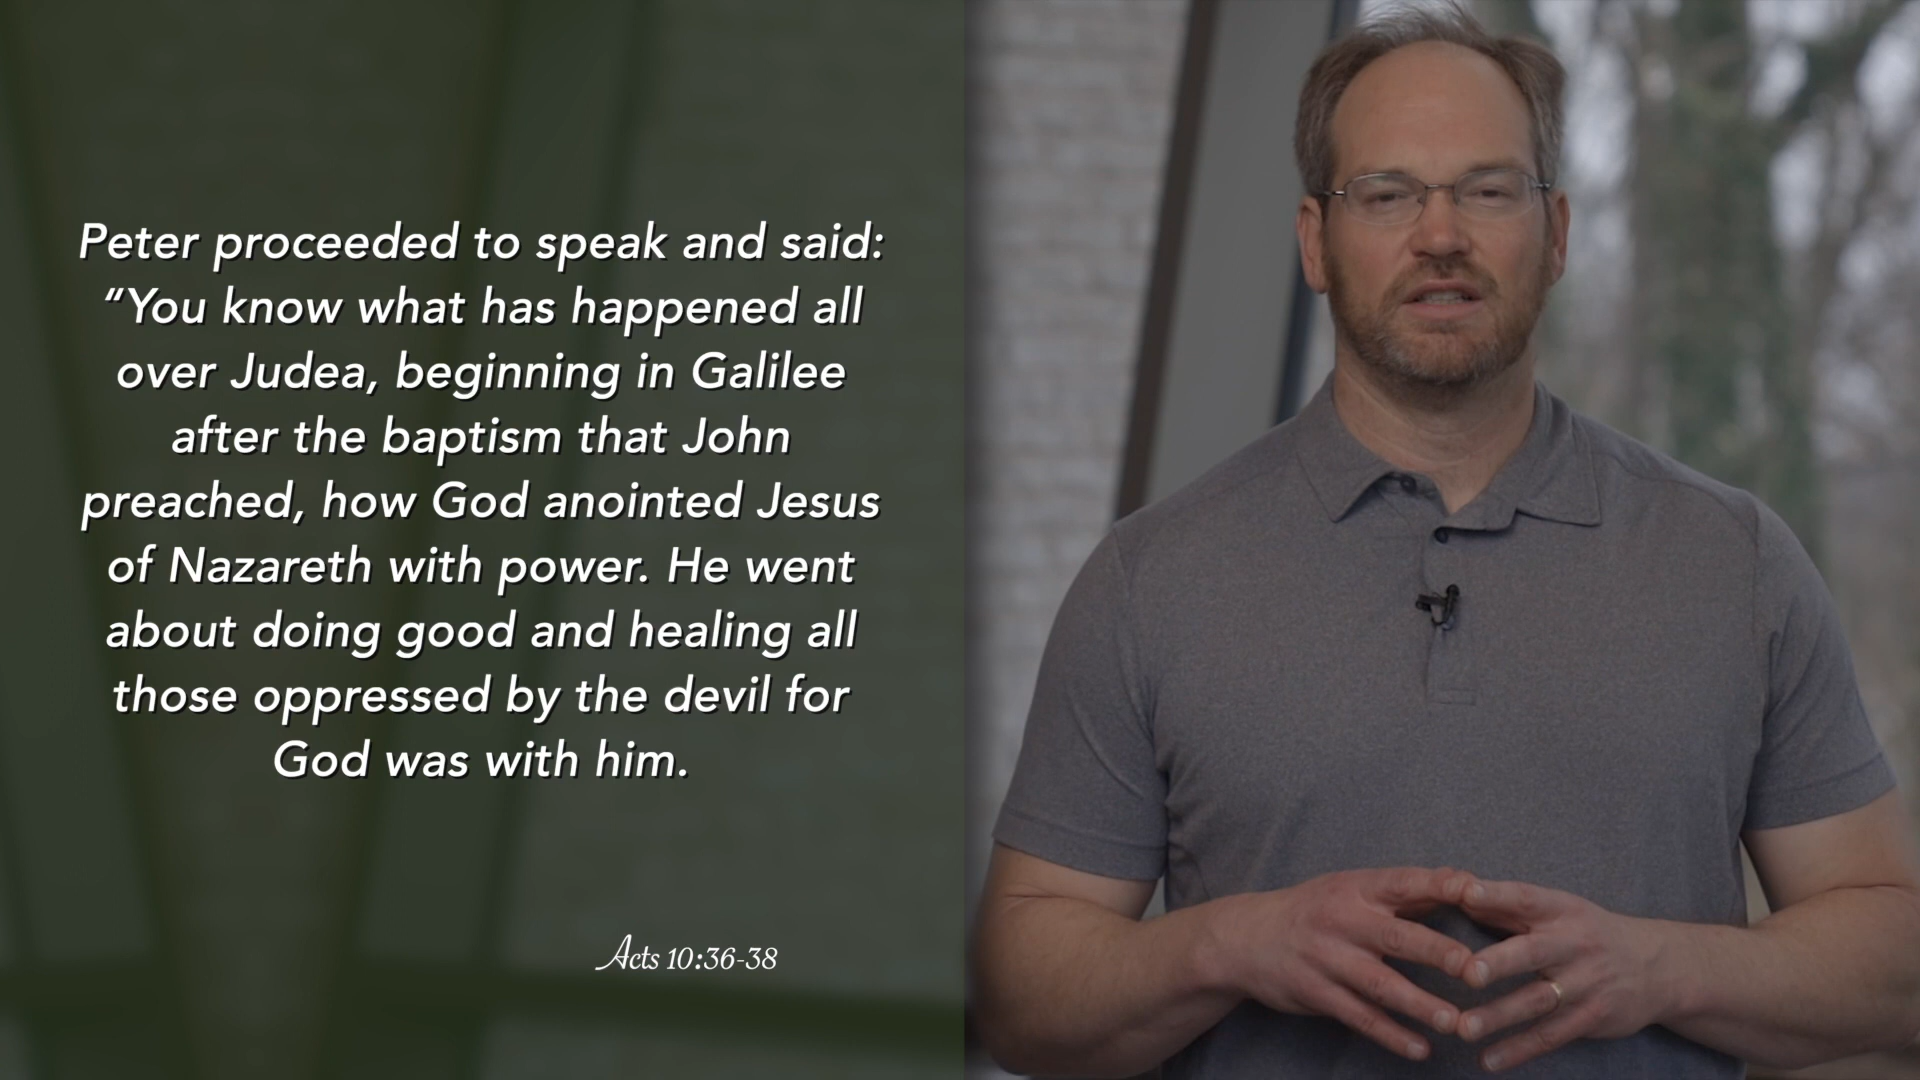 Peter proceeded to speak and said:
“You know what has happened all
over Judea, beginning in Galilee
after the baptism that John
preached, how God anointed Jesus
of Nazareth with power. He went
about doing good and healing all
those oppressed by the devil for
God was with him.
Acts 10:36-38